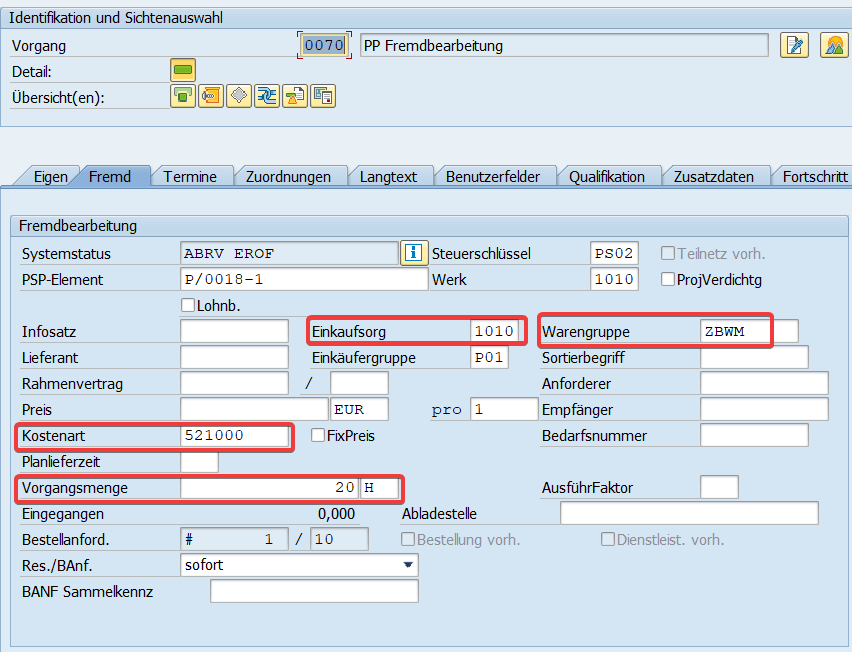 Identifikation und Sichtenauswahl
Vorgang 0070 PP Fremdbearbeitung
Detail:
Übersicht(en):
Eigen Fremd Termine Zuordnungen Langtext Benutzerfelder Qualifikation Zusatzdaten Fortschritt
Fremdbearbeitung
Systemstatus ABRV EROF Steuerschlüssel PS02 Teilnetz vorh.
PSP-Element P/0018-1 Werk 1010 ProjVerdichtg
Lohnb.
Infosatz Einkaufsorg 1010 Warengruppe ZBWM
Lieferant Einkäufergruppe P01 Sortierbegriff
Rahmenvertrag / Anforderer
Preis EUR pro 1 Empfänger
Kostenart 521000 FixPreis Bedarfsnummer
Planlieferzeit
Vorgangsmenge 20 H AusführFaktor
Eingegangen 0,000 Abladestelle
Bestellanford. # 1 / 10 Bestellung vorh. Dienstleist. vorh.
Res./BAnf. sofort
BANF Sammelkennz